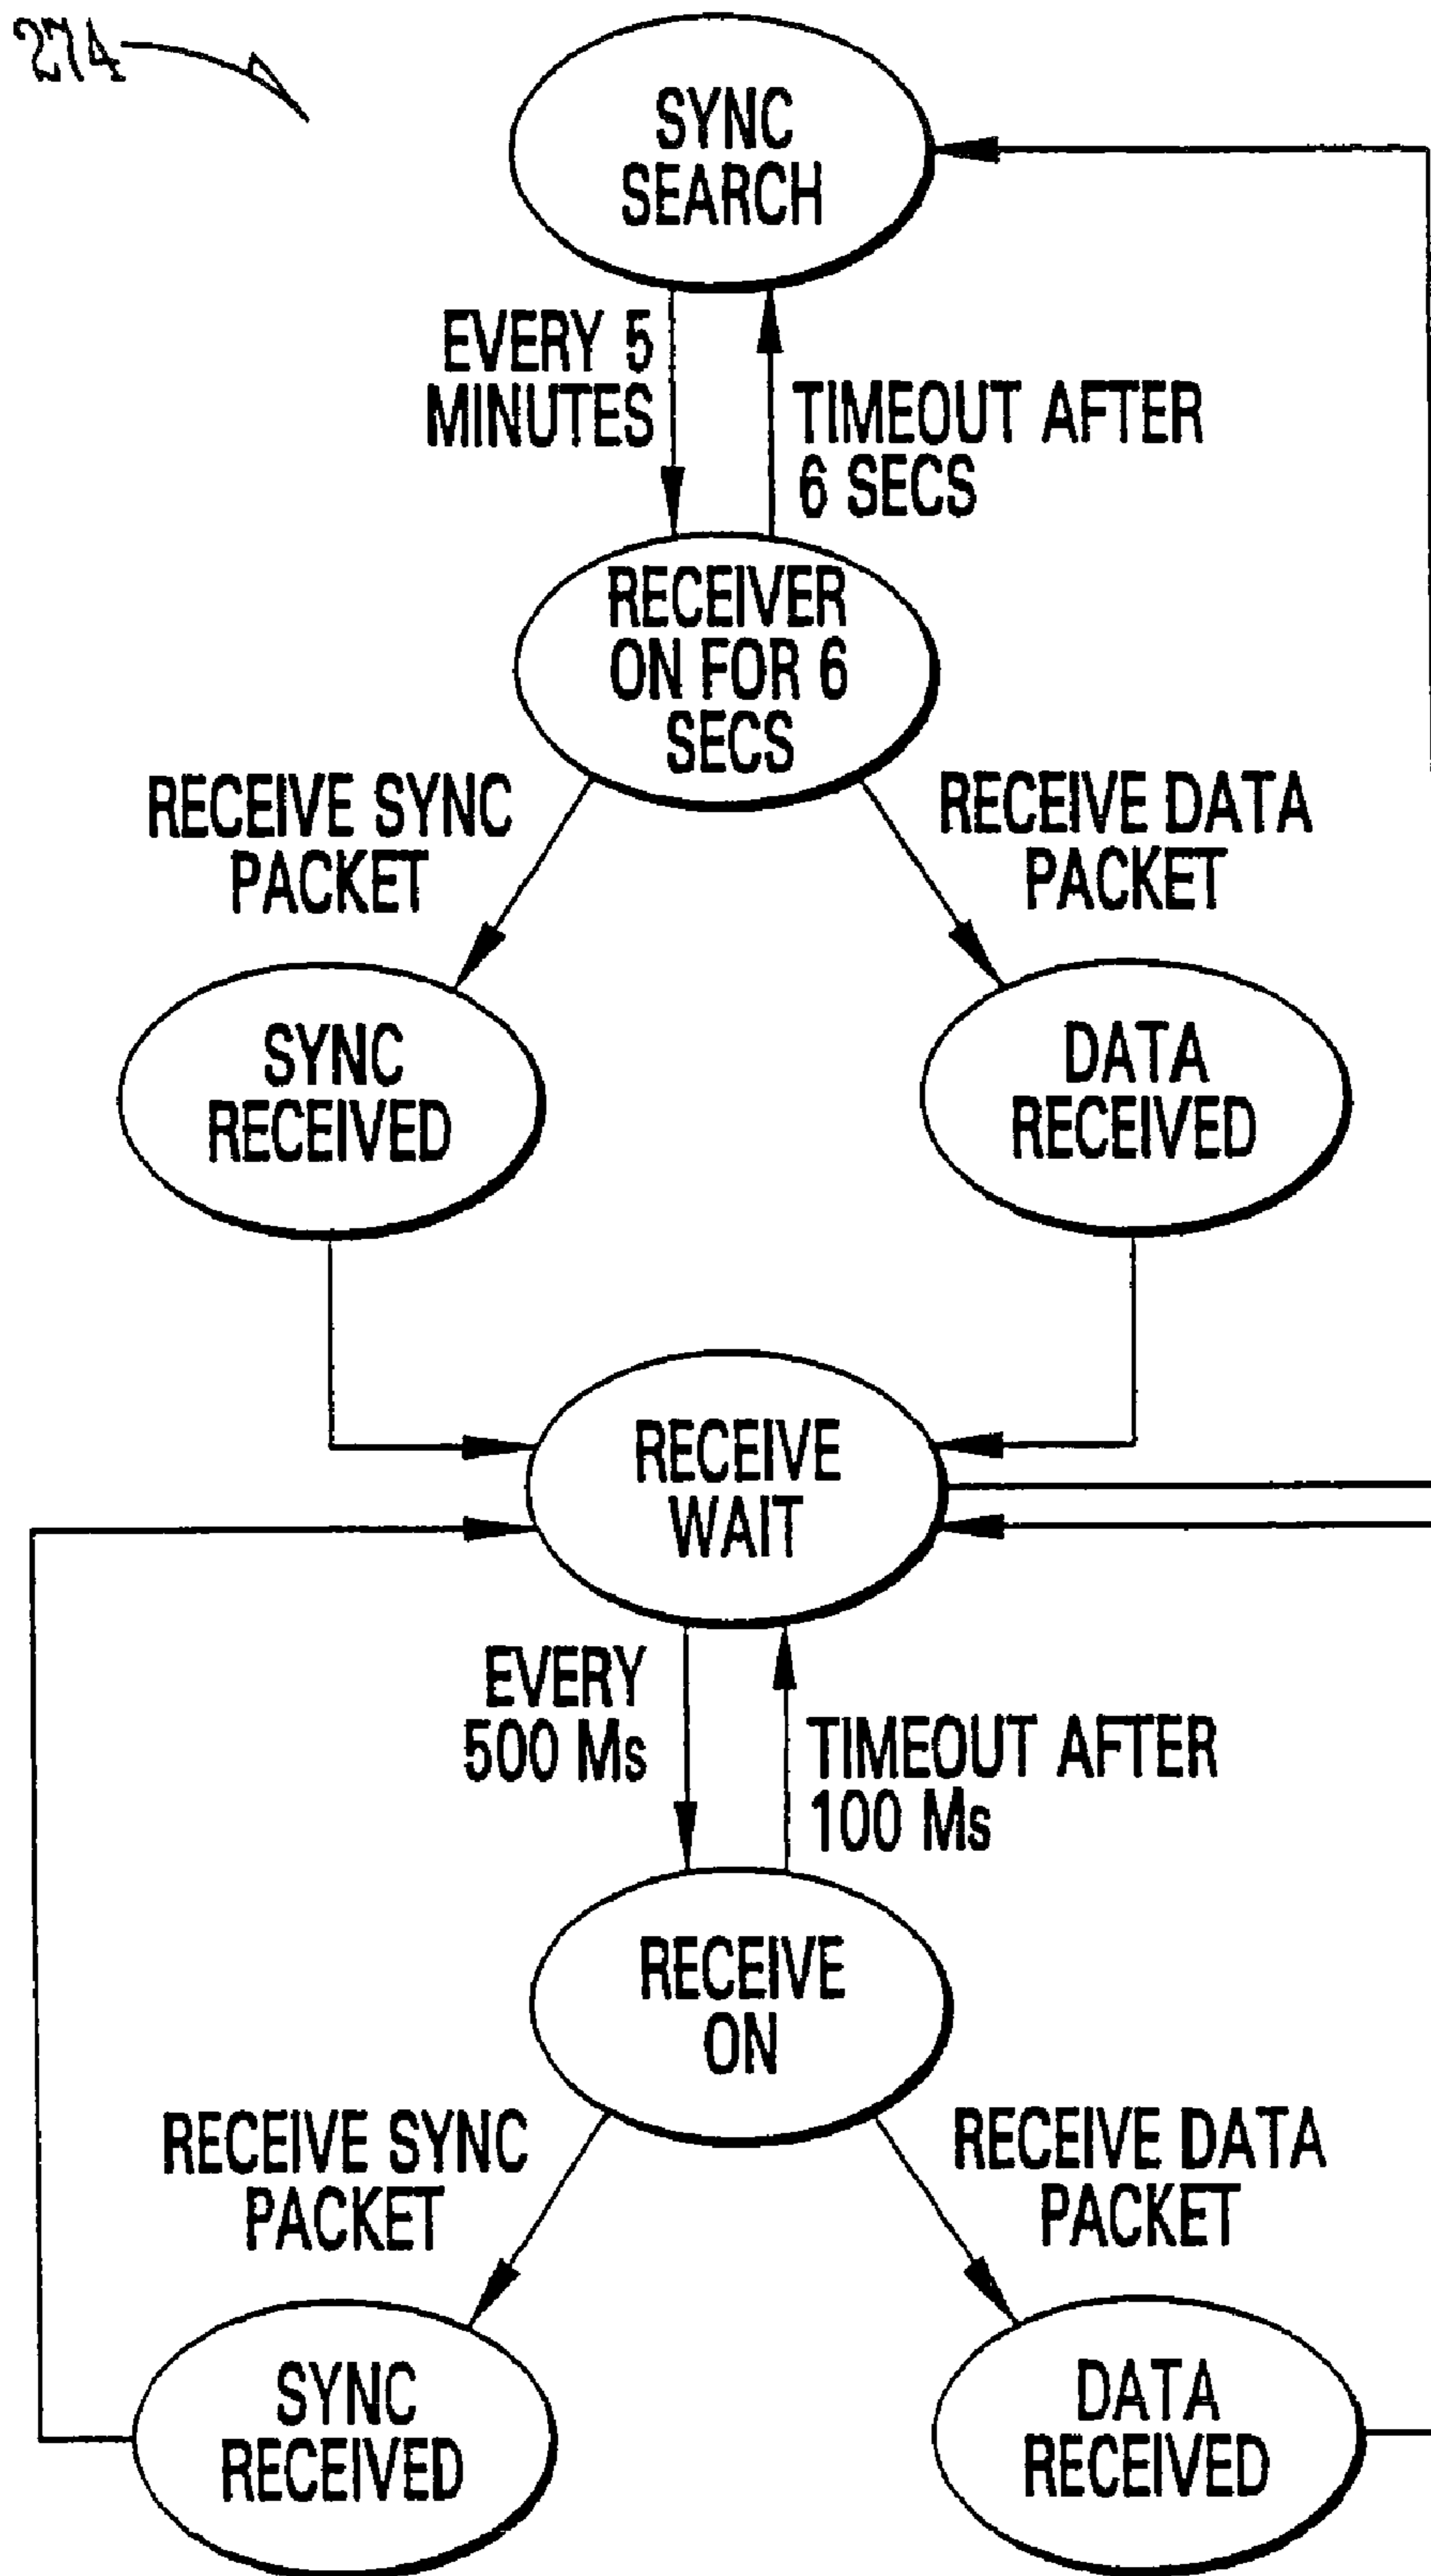 274
SYNC
SEARCH
EVERY 5
MINUTES
TIMEOUT AFTER
6 SECS
RECEIVER
ON FOR 6
SECS
RECEIVE SYNC
PACKET
RECEIVE DATA
PACKET
SYNC
RECEIVED
DATA
RECEIVED
RECEIVE
WAIT
EVERY
500 Ms
TIMEOUT AFTER
100 Ms
RECEIVE
ON
RECEIVE SYNC
PACKET
RECEIVE DATA
PACKET
SYNC
RECEIVED
DATA
RECEIVED